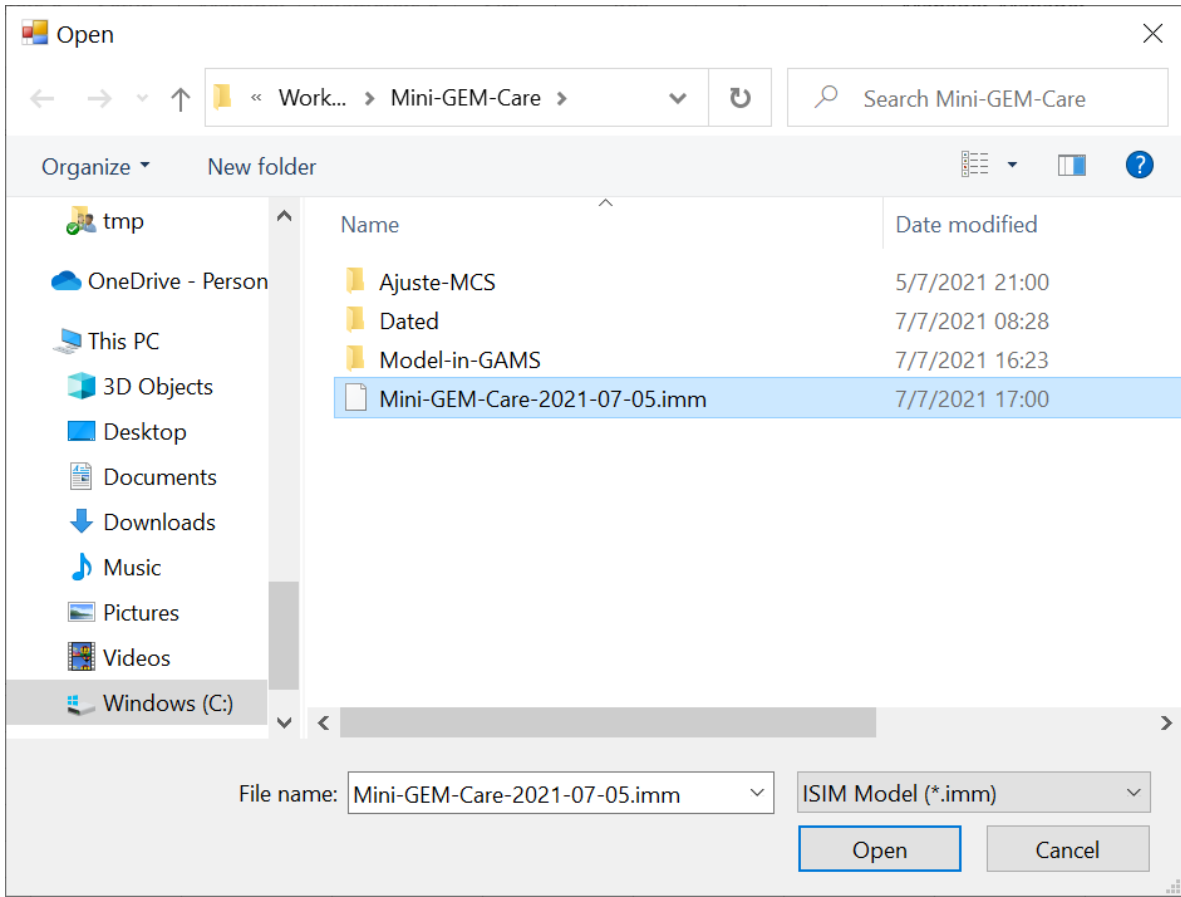 Open
« Work... > Mini-GEM-Care >
Search Mini-GEM-Care
Organize
New folder
?
Name
Date modified
tmp
OneDrive - Person
This PC
3D Objects
Desktop
Documents
Downloads
Music
Pictures
Videos
Windows (C:)
Ajuste-MCS 5/7/2021 21:00
Dated 7/7/2021 08:28
Model-in-GAMS 7/7/2021 16:23
Mini-GEM-Care-2021-07-05.imm 7/7/2021 17:00
File name: Mini-GEM-Care-2021-07-05.imm
ISIM Model (*.imm)
Open
Cancel